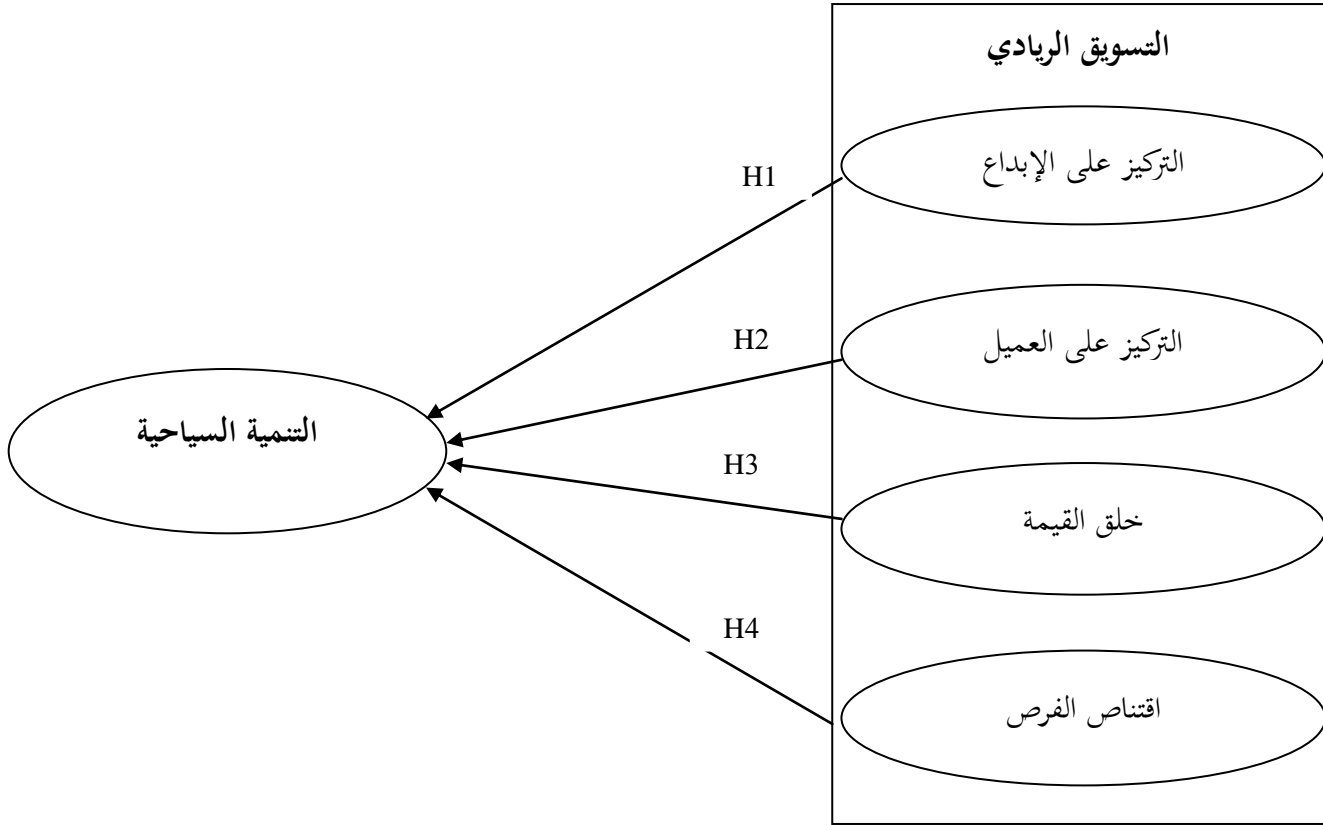 التسويق الريادي
التركيز على الإبداع
H1
التركيز على العميل
H2
التنمية السياحية
H3
خلق القيمة
H4
اقتناص الفرص